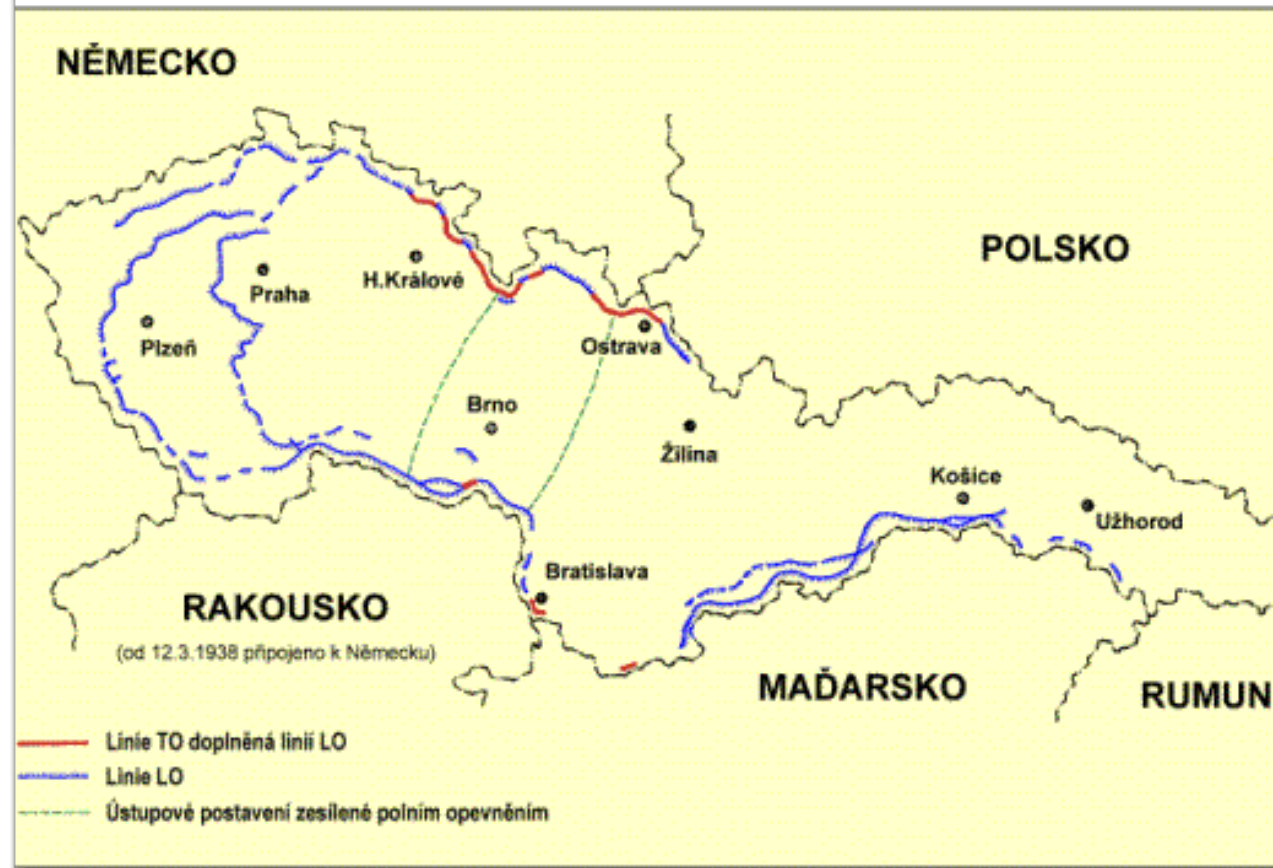 NĚMECKO
POLSKO
H.Králové
Praha
Ostrava
Plzeň
Brno
Žilina
Košice
Užhorod
Bratislava
RAKOUSKO
(od 12.3.1938 připojeno k Německu)
MAĎARSKO
RUMUN
Linie TO doplněná linií LO
Linie LO
Ústupové postavení zesílené polním opevněním